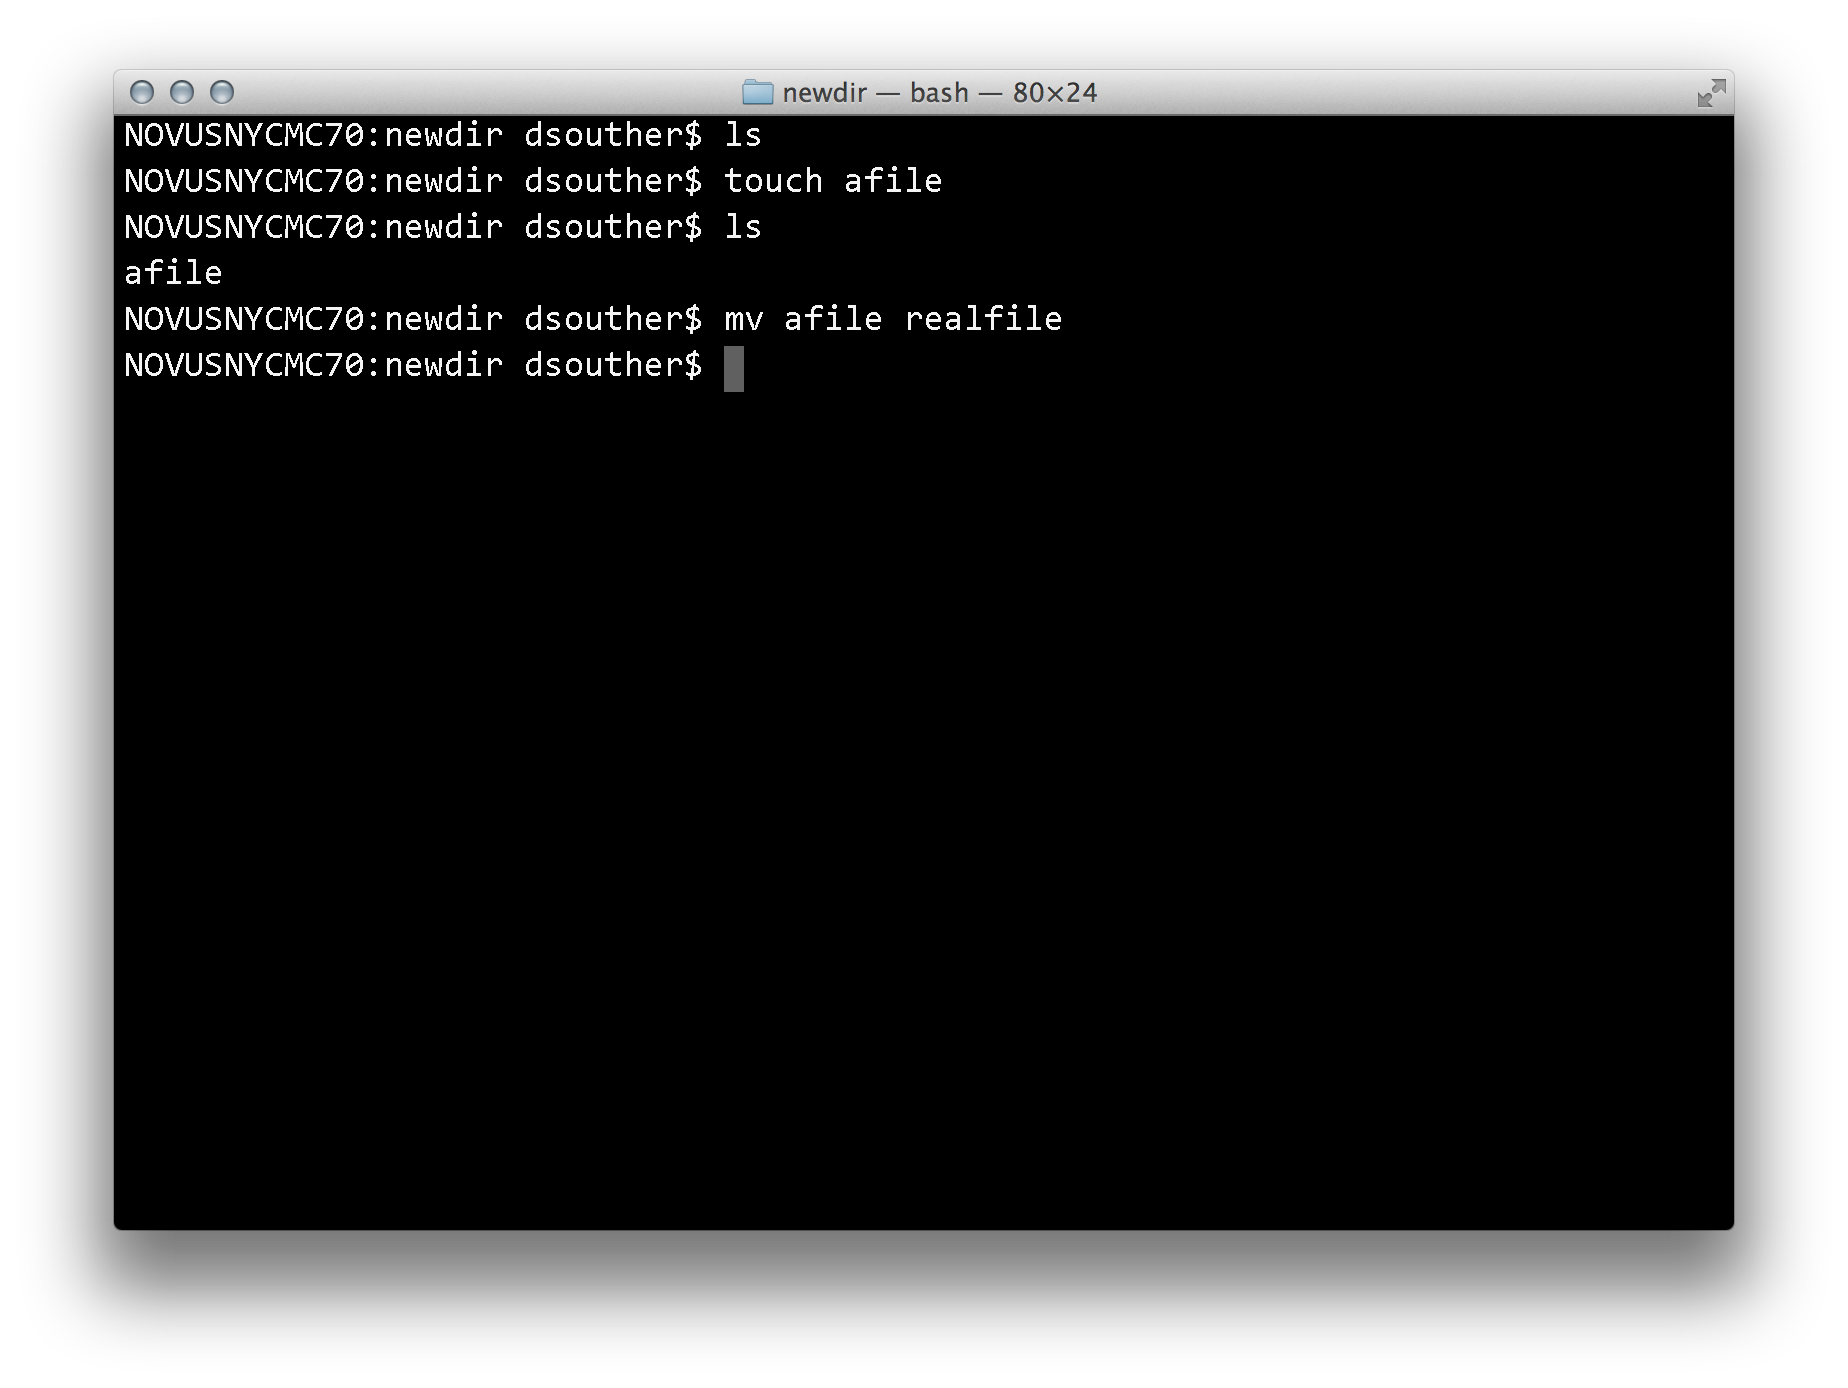 newdir — bash — 80×24
NOVUSNYCMC70:newdir dsouther$ ls
NOVUSNYCMC70:newdir dsouther$ touch afile
NOVUSNYCMC70:newdir dsouther$ ls
afile
NOVUSNYCMC70:newdir dsouther$ mv afile realfile
NOVUSNYCMC70:newdir dsouther$